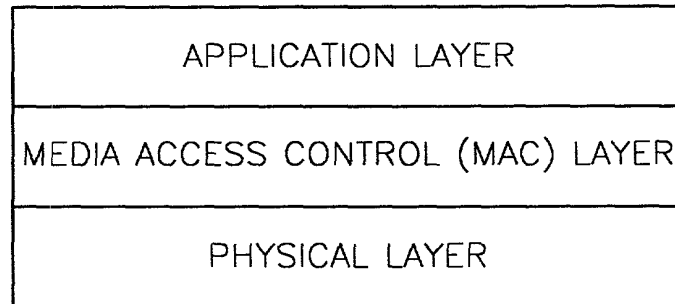 APPLICATION LAYER
MEDIA ACCESS CONTROL (MAC) LAYER
PHYSICAL LAYER